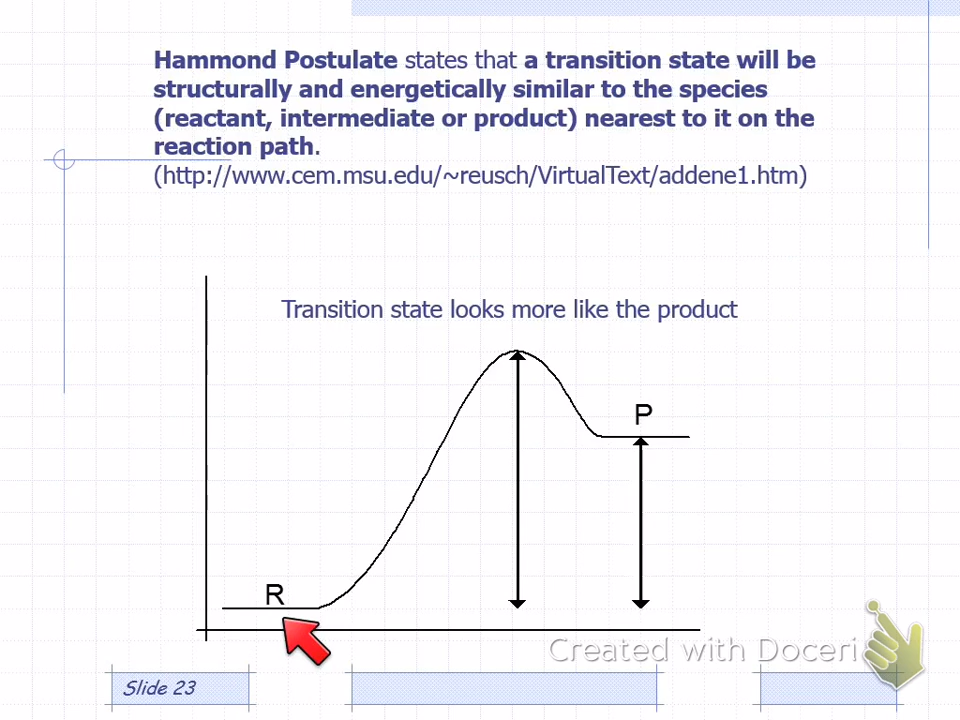 Hammond Postulate states that a transition state will be
structurally and energetically similar to the species
(reactant, intermediate or product) nearest to it on the
reaction path.
(http://www.cem.msu.edu/~reusch/VirtualText/addene1.htm)
Transition state looks more like the product
P
R
Created with Doceri
Slide 23